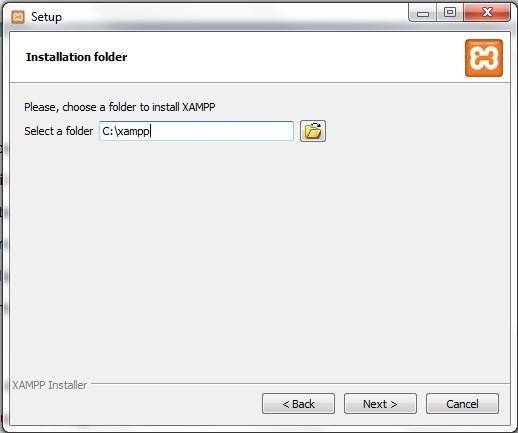 Setup
Installation folder
Please, choose a folder to install XAMPP
Select a folder C:\xampp
XAMPP Installer
< Back Next > Cancel